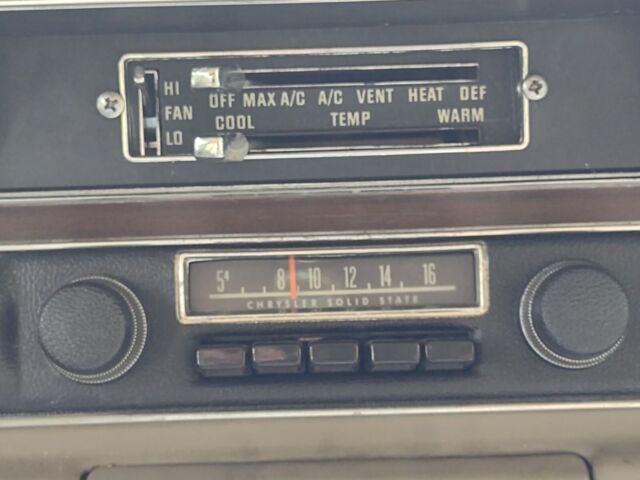 HI
OFF MAX A/C A/C VENT HEAT DEF
FAN
COOL TEMP WARM
LO
5 8 10 12 14 16
CHRYSLER SOLID STATE